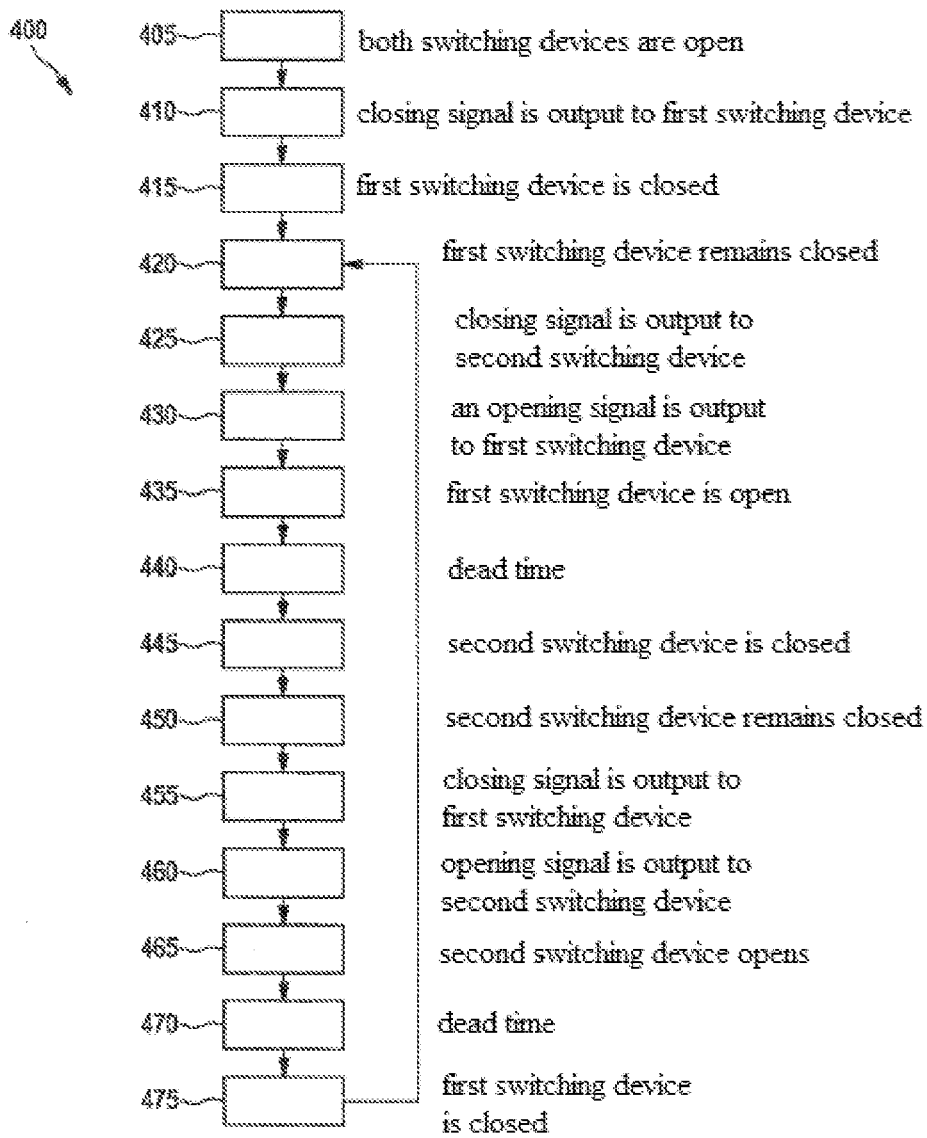 400
405 both switching devices are open
410 closing signal is output to first switching device
415 first switching device is closed
420 first switching device remains closed
425 closing signal is output to
second switching device
430 an opening signal is output
to first switching device
435 first switching device is open
440 dead time
445 second switching device is closed
450 second switching device remains closed
455 closing signal is output to
first switching device
460 opening signal is output to
second switching device
465 second switching device opens
470 dead time
475 first switching device
is closed